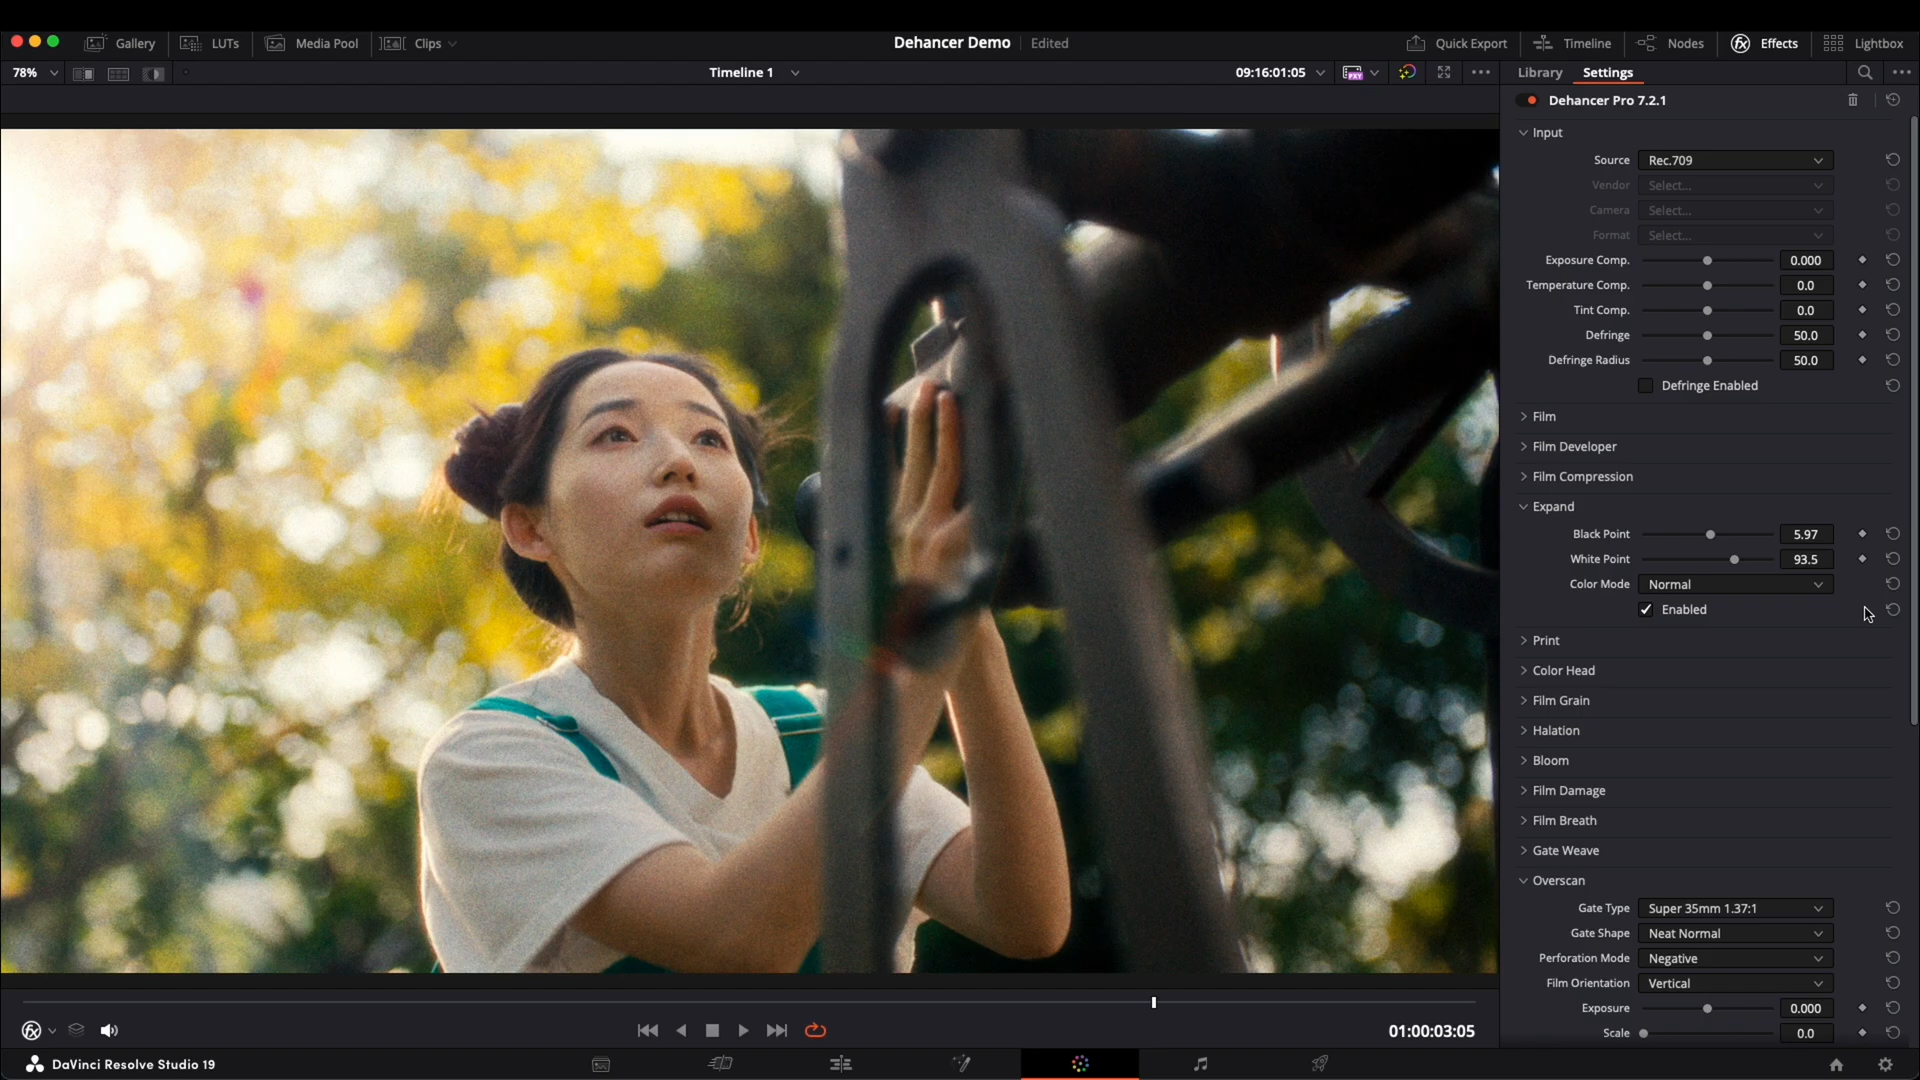 Gallery LUTs Media Pool Clips Dehancer Demo Edited Quick Export Timeline Nodes Effects Lightbox
78% Timeline 1 09:16:01:05 PXY Library Settings
Dehancer Pro 7.2.1
Input
Source Rec.709
Vendor Select...
Camera Select...
Format Select...
Exposure Comp. 0.000
Temperature Comp. 0.0
Tint Comp. 0.0
Defringe 50.0
Defringe Radius 50.0
Defringe Enabled
Film
Film Developer
Film Compression
Expand
Black Point 5.97
White Point 93.5
Color Mode Normal
Enabled
Print
Color Head
Film Grain
Halation
Bloom
Film Damage
Film Breath
Gate Weave
Overscan
Gate Type Super 35mm 1.37:1
Gate Shape Neat Normal
Perforation Mode Negative
Film Orientation Vertical
Exposure 0.000
Scale 0.0
01:00:03:05
DaVinci Resolve Studio 19